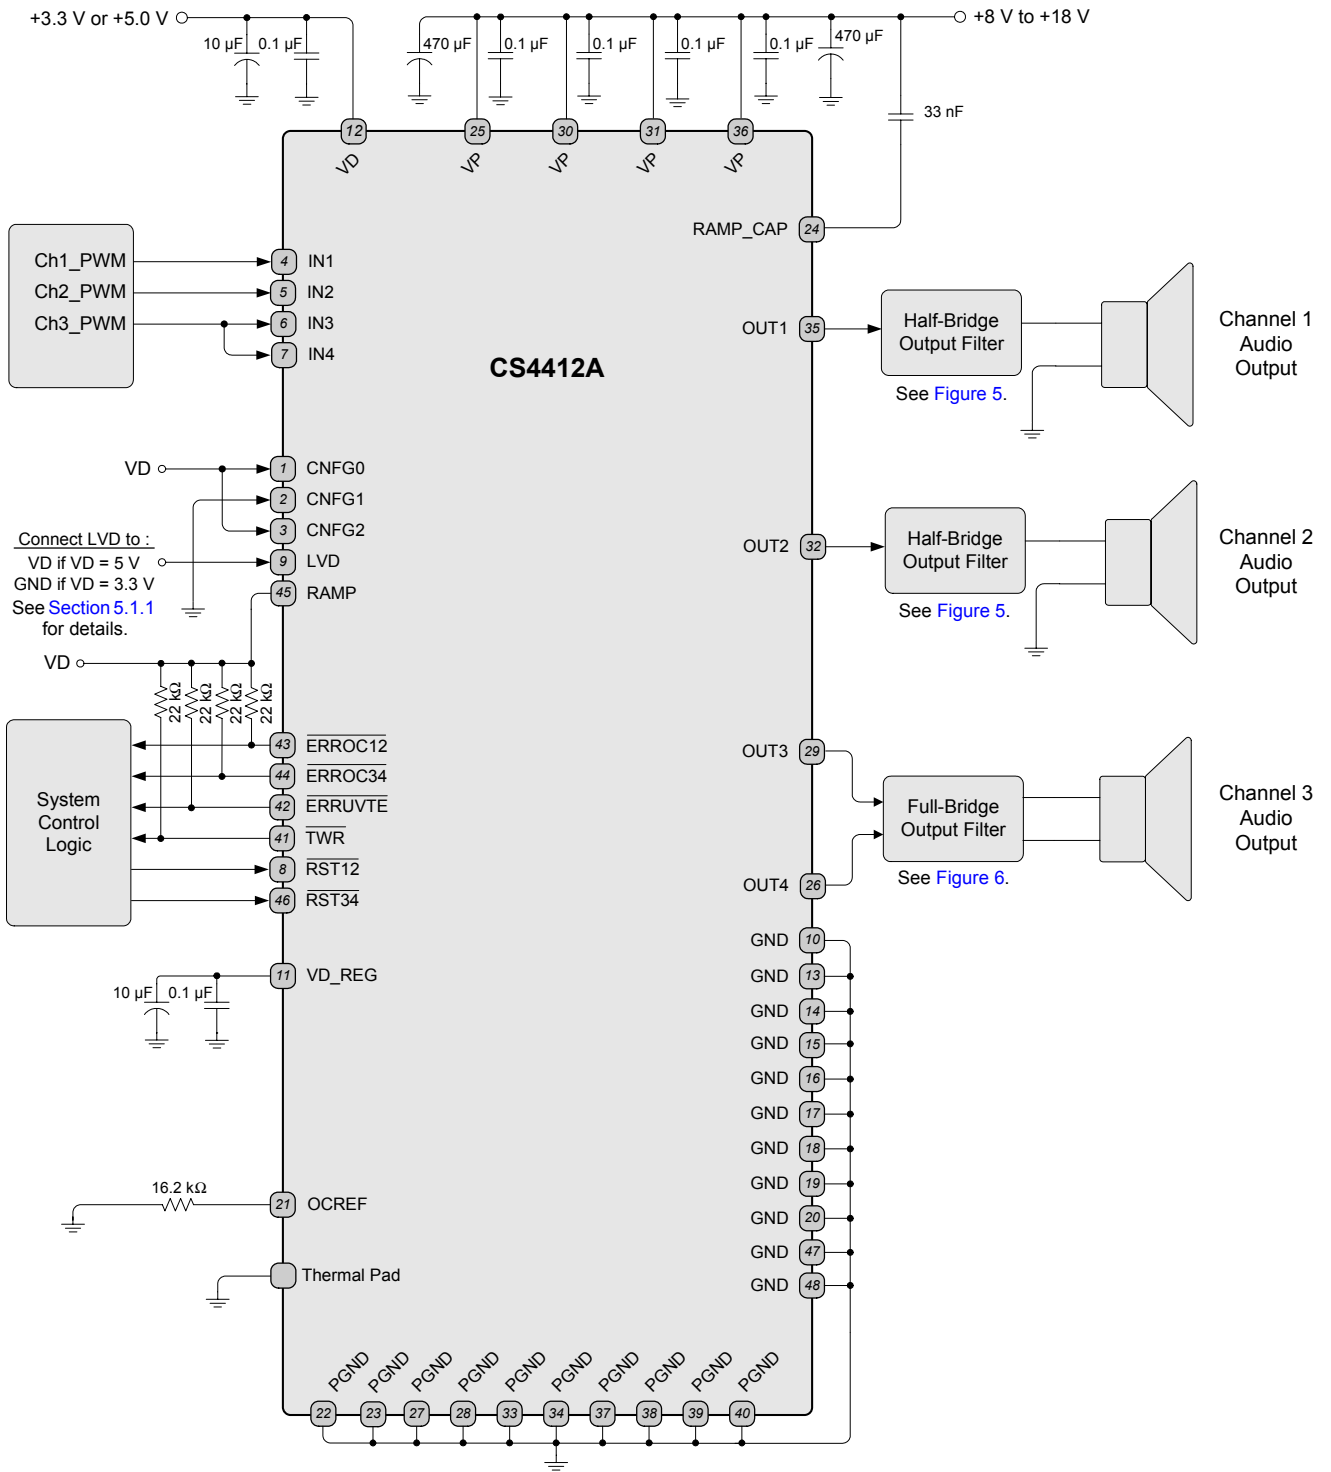 +3.3 V or +5.0 V
+8 V to +18 V
10 µF
0.1 µF
470 µF
0.1 µF
0.1 µF
0.1 µF
0.1 µF
470 µF
33 nF
12
25
30
31
36
VD
VP
VP
VP
VP
RAMP_CAP
24
Ch1_PWM
4
IN1
Ch2_PWM
5
IN2
Ch3_PWM
6
IN3
7
IN4
CS4412A
OUT1
35
Half-Bridge
Output Filter
See Figure 5.
Channel 1
Audio
Output
VD
1
CNFG0
2
CNFG1
3
CNFG2
Connect LVD to :
VD if VD = 5 V
GND if VD = 3.3 V
See Section 5.1.1
for details.
9
LVD
45
RAMP
OUT2
32
Half-Bridge
Output Filter
See Figure 5.
Channel 2
Audio
Output
VD
22 kΩ
22 kΩ
22 kΩ
22 kΩ
System
Control
Logic
43
ERROC12
44
ERROC34
42
ERRUVTE
41
TWR
8
RST12
46
RST34
OUT3
29
OUT4
26
Full-Bridge
Output Filter
See Figure 6.
Channel 3
Audio
Output
10 µF
0.1 µF
11
VD_REG
GND
10
GND
13
GND
14
GND
15
GND
16
GND
17
GND
18
GND
19
GND
20
GND
47
GND
48
16.2 kΩ
21
OCREF
Thermal Pad
PGND
PGND
PGND
PGND
PGND
PGND
PGND
PGND
PGND
PGND
22
23
27
28
33
34
37
38
39
40